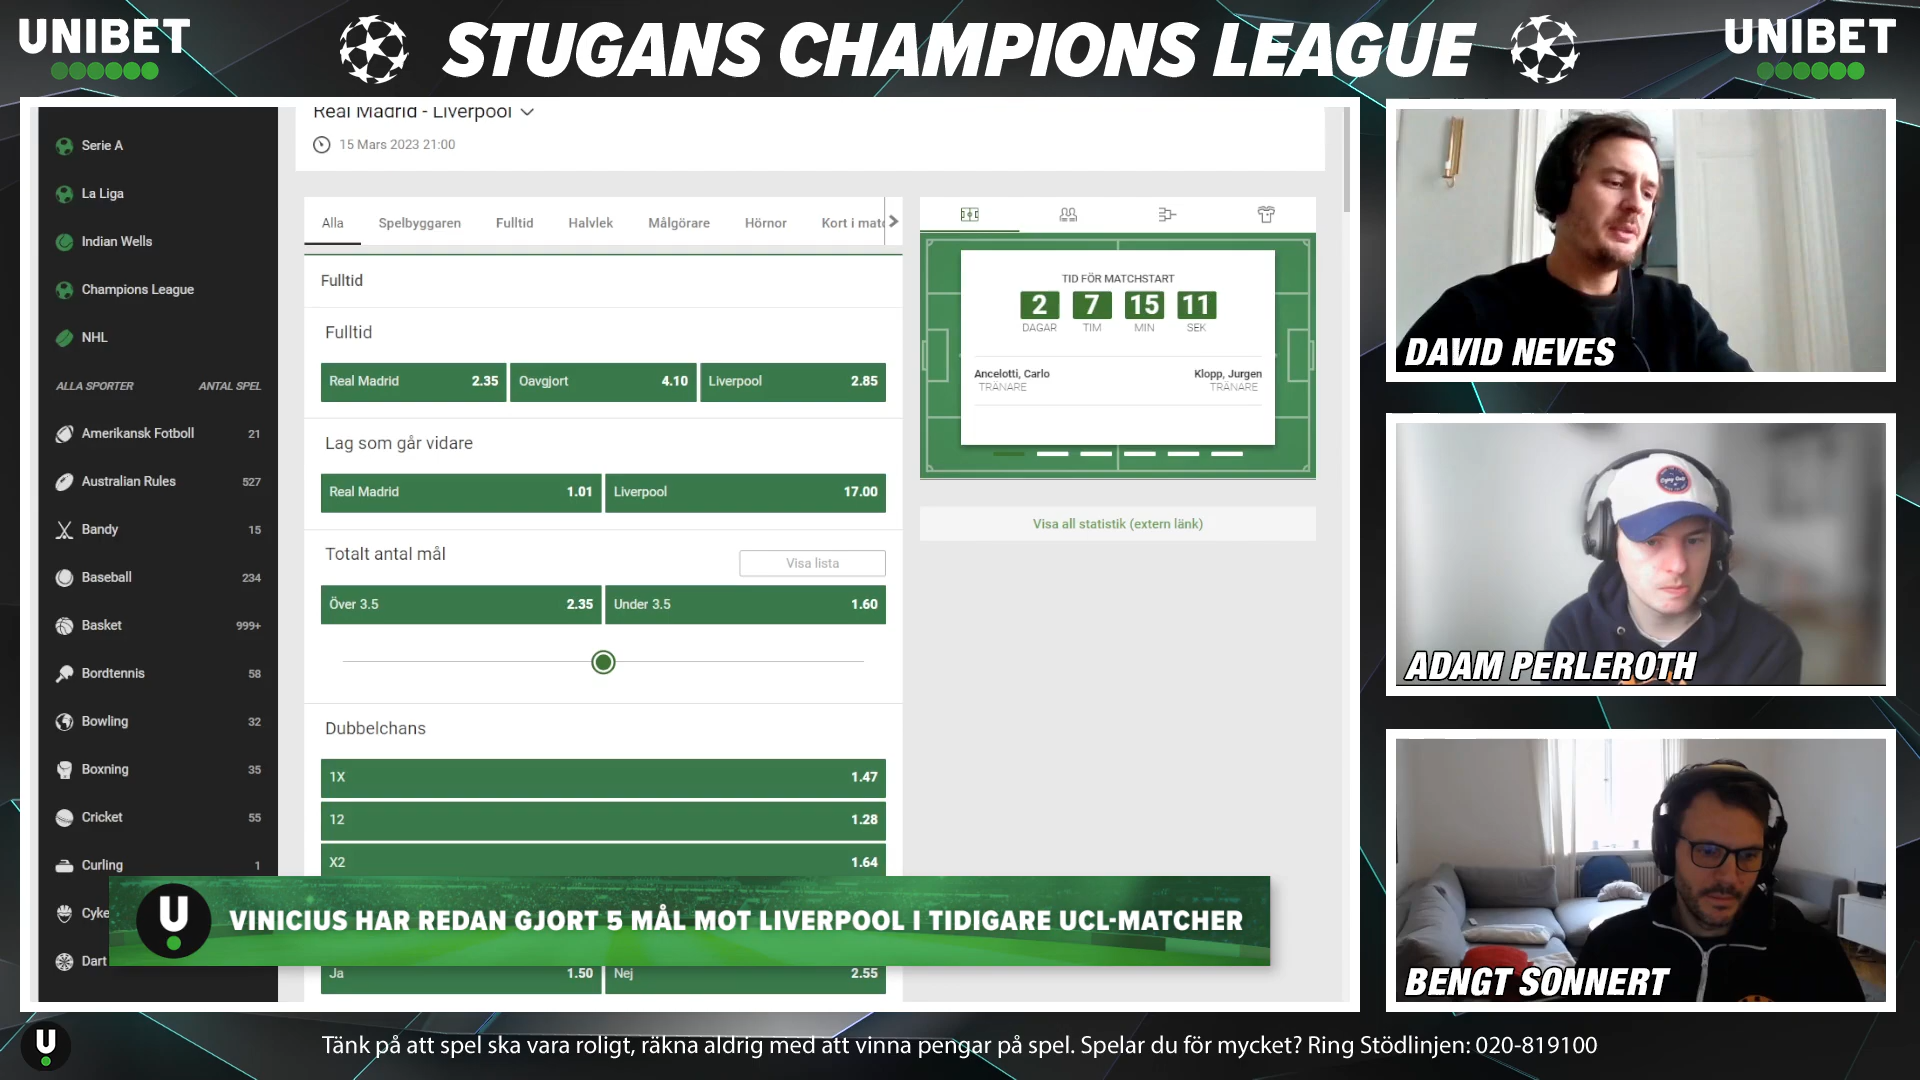 UNIBET
STUGANS CHAMPIONS LEAGUE
UNIBET
Serie A
La Liga
Indian Wells
Champions League
NHL
ALLA SPORTER ANTAL SPEL
Amerikansk Fotboll 21
Australian Rules 527
Bandy 15
Baseball 234
Basket 999+
Bordtennis 58
Bowling 32
Boxning 35
Cricket 55
Curling 1
Cyke
Dart
Real Madrid - Liverpool
15 Mars 2023 21:00
Alla Spelbyggaren Fulltid Halvlek Målgörare Hörnor Kort i mat
Fulltid
Fulltid
Real Madrid 2.35 Oavgjort 4.10 Liverpool 2.85
Lag som går vidare
Real Madrid 1.01 Liverpool 17.00
Totalt antal mål
Visa lista
Över 3.5 2.35 Under 3.5 1.60
Dubbelchans
1X 1.47
12 1.28
X2 1.64
Ja 1.50 Nej 2.55
TID FÖR MATCHSTART
2 7 15 11
DAGAR TIM MIN SEK
Ancelotti, Carlo Klopp, Jurgen
TRÄNARE TRÄNARE
Visa all statistik (extern länk)
U VINICIUS HAR REDAN GJORT 5 MÅL MOT LIVERPOOL I TIDIGARE UCL-MATCHER
DAVID NEVES
ADAM PERLEROTH
BENGT SONNERT
U
Tänk på att spel ska vara roligt, räkna aldrig med att vinna pengar på spel. Spelar du för mycket? Ring Stödlinjen: 020-819100